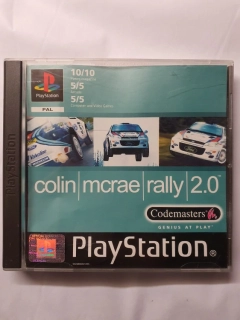 PlayStation
PlayStation
PAL
10/10
5/5
5/5
colin|mcrae|rally|2.0
Codemasters
GENIUS AT PLAY
PlayStation